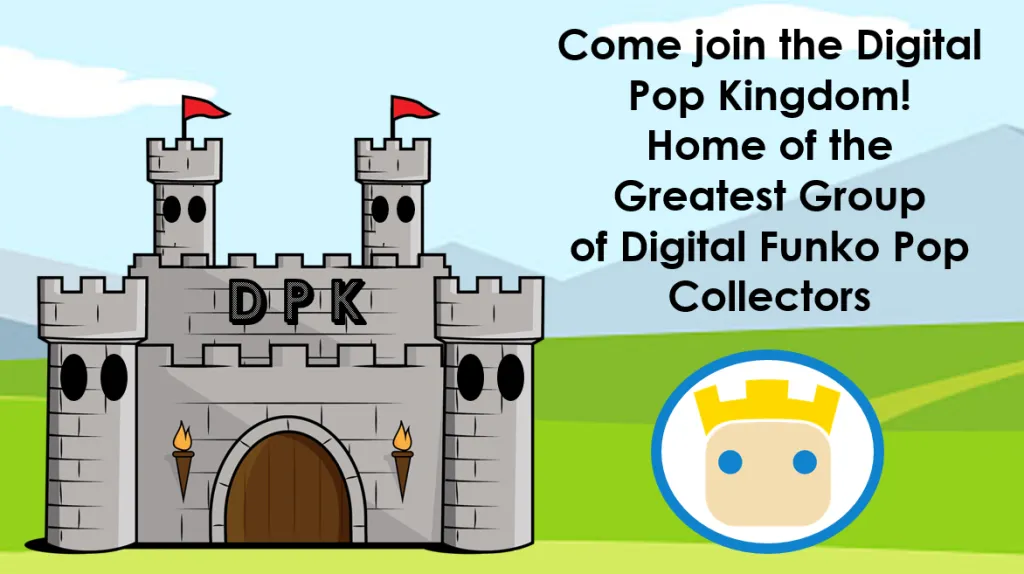 Come join the Digital
Pop Kingdom!
Home of the
Greatest Group
of Digital Funko Pop
Collectors
DPK